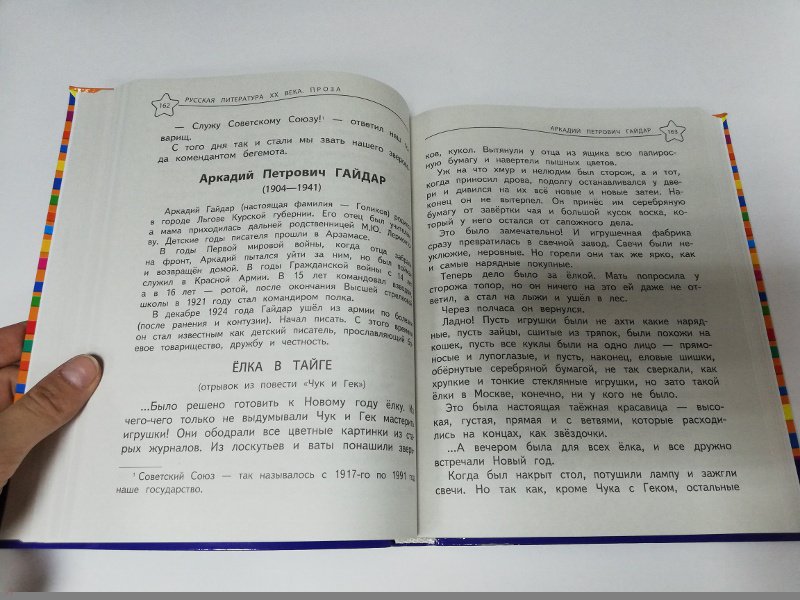 162 РУССКАЯ ЛИТЕРАТУРА XX ВЕКА. ПРОЗА
— Служу Советскому Союзу!¹ — ответил наш
варищ.
С того дня так и стали мы звать нашего
да комендантом бегемота.
Аркадий Петрович ГАЙДАР
(1904—1941)
Аркадий Гайдар (настоящая фамилия — Голиков)
в городе Льгове Курской губернии. Его отец был
а мама приходилась дальней родственницей М.Ю.
ву. Детские годы писателя прошли в Арзамасе.
В годы Первой мировой войны, когда отца
на фронт, Аркадий пытался уйти за ним, но был
и возвращён домой. В годы Гражданской войны с 14 лет
служил в Красной Армии. В 15 лет командовал
а в 16 лет — ротой, после окончания Высшей
школы в 1921 году стал командиром полка.
В декабре 1924 года Гайдар ушёл из армии по
(после ранения и контузии). Начал писать. С этого
он стал известным как детский писатель, прославляющий
евое товарищество, дружбу и честность.
ЁЛКА В ТАЙГЕ
(отрывок из повести «Чук и Гек»)
...Было решено готовить к Новому году ёлку. Из
чего-чего только не выдумывали Чук и Гек
игрушки! Они ободрали все цветные картинки из
рых журналов. Из лоскутьев и ваты понашили
¹ Советский Союз — так называлось с 1917-го по 1991 год
наше государство.
АРКАДИЙ ПЕТРОВИЧ ГАЙДАР 163
ков, кукол. Вытянули у отца из ящика всю папирос-
ную бумагу и навертели пышных цветов.
Уж на что хмур и нелюдим был сторож, а и тот,
когда приносил дрова, подолгу останавливался у две-
ри и дивился на их всё новые и новые затеи. На-
конец он не вытерпел. Он принёс им серебряную
бумагу от завёртки чая и большой кусок воска, ко-
торый у него остался от сапожного дела.
Это было замечательно! И игрушечная фабрика
сразу превратилась в свечной завод. Свечи были не-
уклюжие, неровные. Но горели они так же ярко, как
и самые нарядные покупные.
Теперь дело было за ёлкой. Мать попросила у
сторожа топор, но он ничего на это ей даже не от-
ветил, а стал на лыжи и ушёл в лес.
Через полчаса он вернулся.
Ладно! Пусть игрушки были не ахти какие наряд-
ные, пусть зайцы, сшитые из тряпок, были похожи на
кошек, пусть все куклы были на одно лицо — прямо-
носые и лупоглазые, и пусть, наконец, еловые шишки,
обёрнутые серебряной бумагой, не так сверкали, как
хрупкие и тонкие стеклянные игрушки, но зато такой
ёлки в Москве, конечно, ни у кого не было.
Это была настоящая таёжная красавица — высо-
кая, густая, прямая и с ветвями, которые расходи-
лись на концах, как звёздочки.
...А вечером была для всех ёлка, и все дружно
встречали Новый год.
Когда был накрыт стол, потушили лампу и зажгли
свечи. Но так как, кроме Чука с Геком, остальные